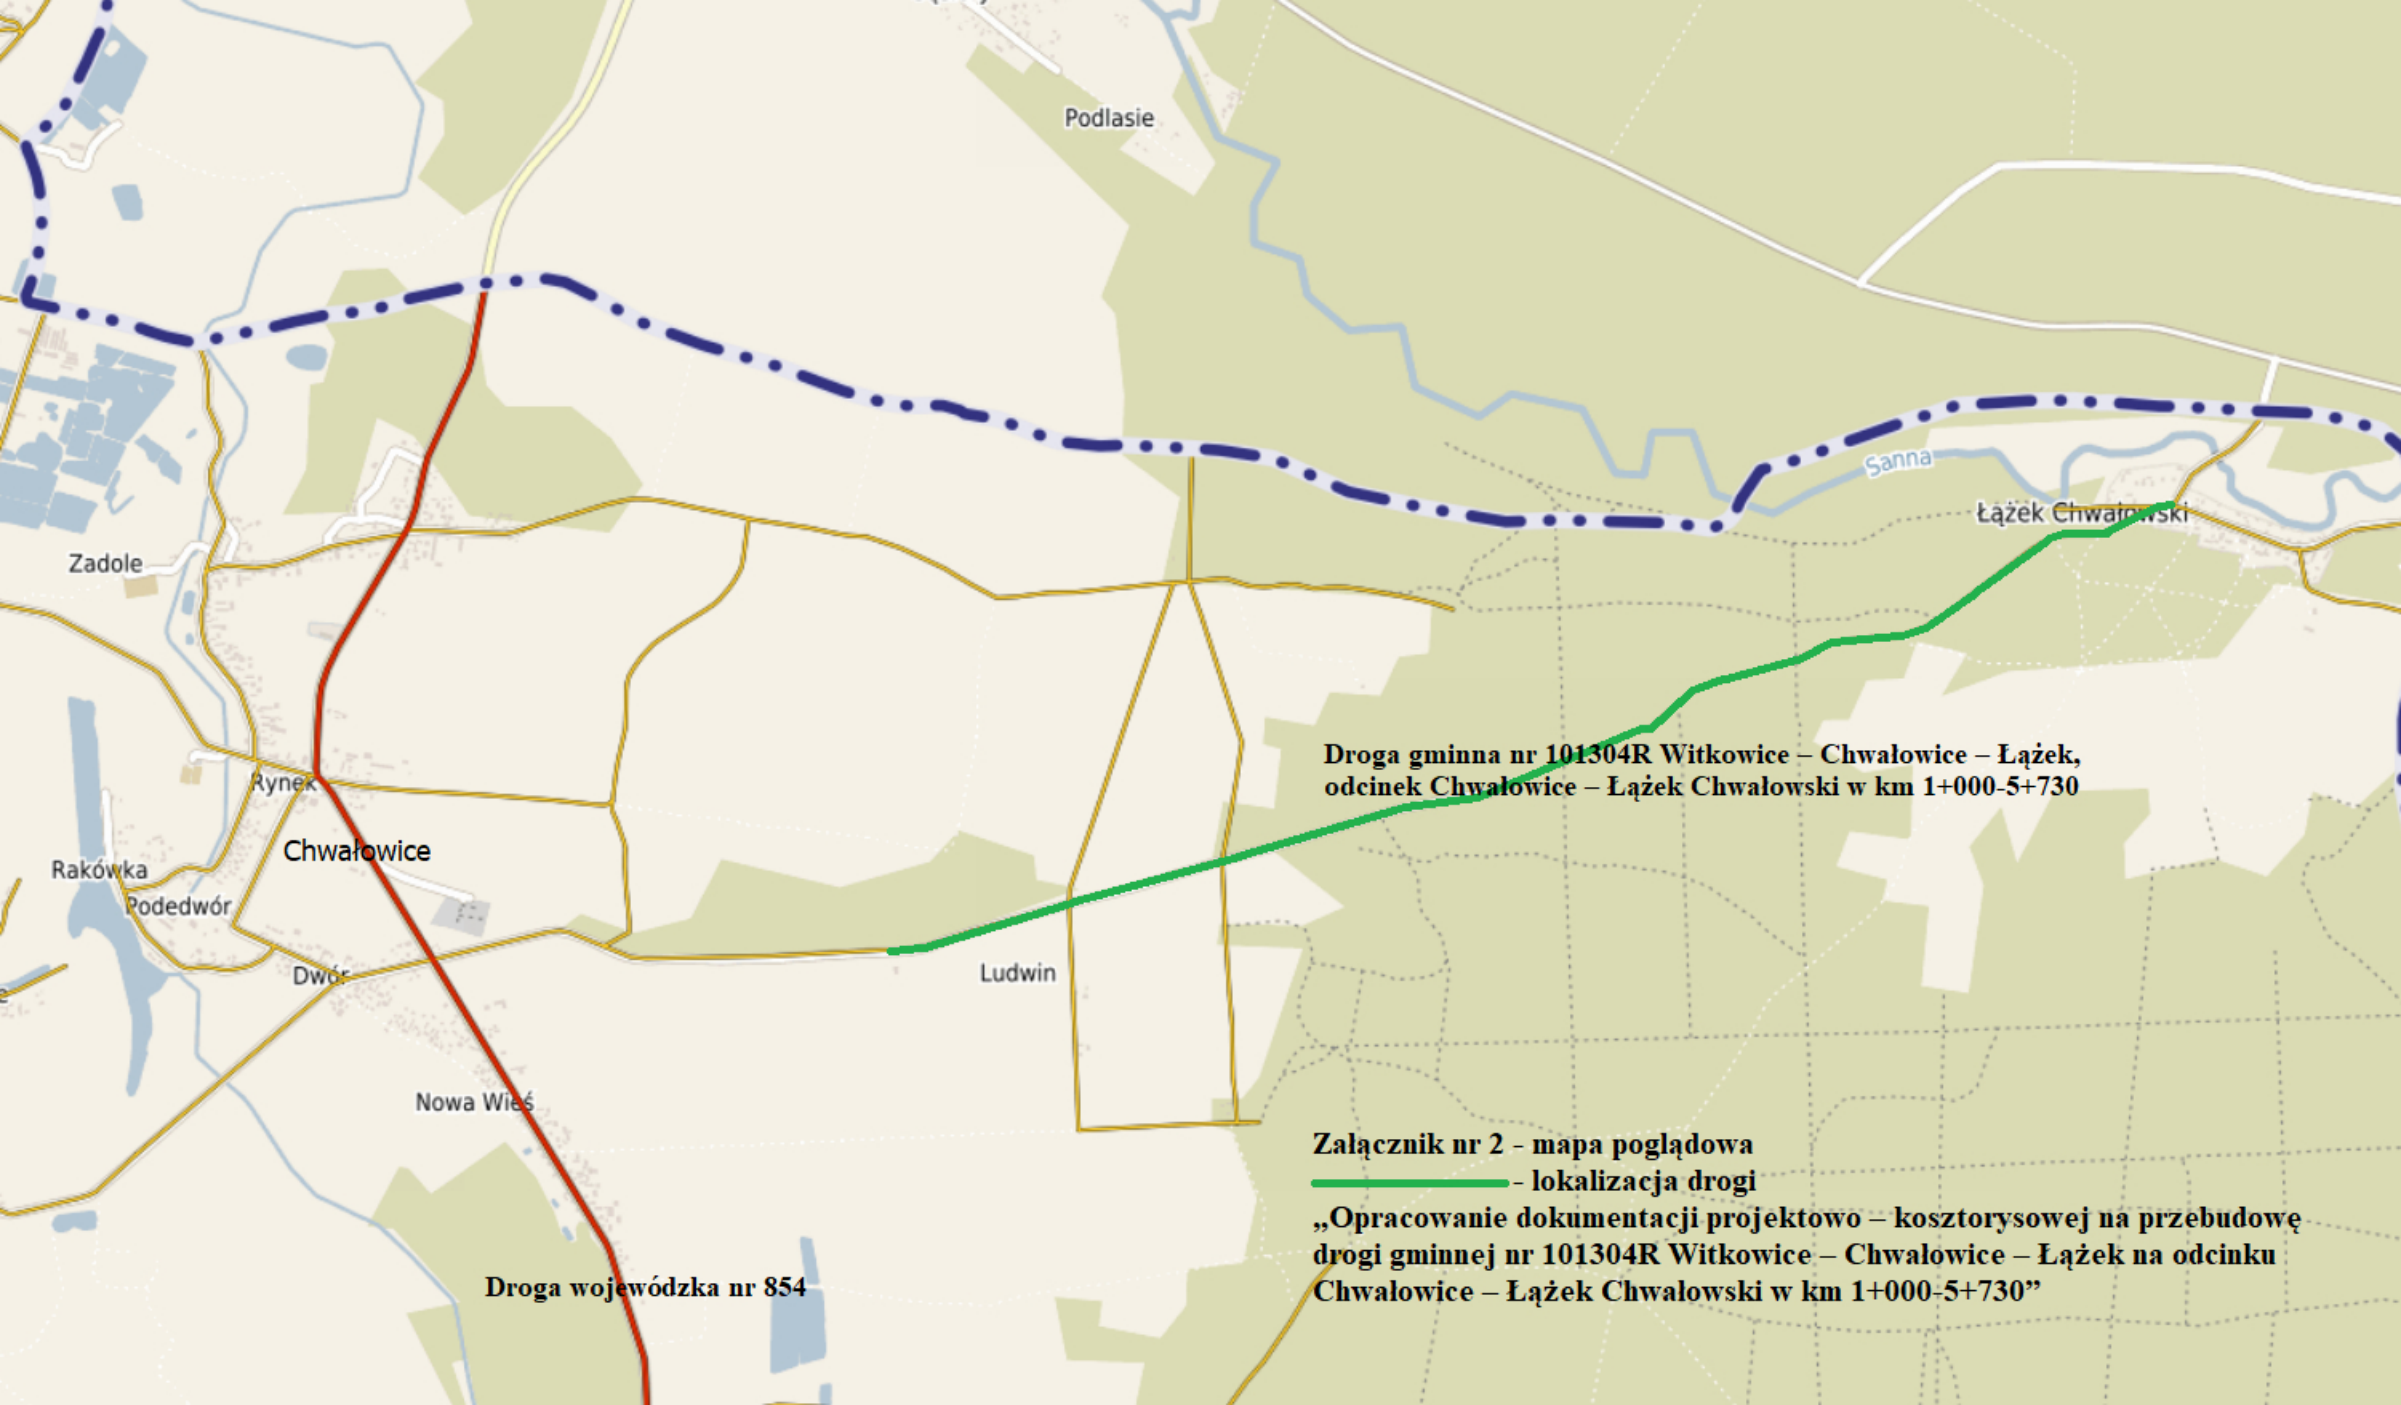 Podlasie
Sanna
Łążek Chwałowski
Zadole
Droga gminna nr 101304R Witkowice – Chwałowice – Łążek,
odcinek Chwałowice – Łążek Chwałowski w km 1+000-5+730
Rynek
Chwałowice
Rakówka
Podedwór
Dwór
Ludwin
Nowa Wieś
Załącznik nr 2 - mapa poglądowa
- lokalizacja drogi
„Opracowanie dokumentacji projektowo – kosztorysowej na przebudowę
drogi gminnej nr 101304R Witkowice – Chwałowice – Łążek na odcinku
Chwałowice – Łążek Chwałowski w km 1+000-5+730”
Droga wojewódzka nr 854